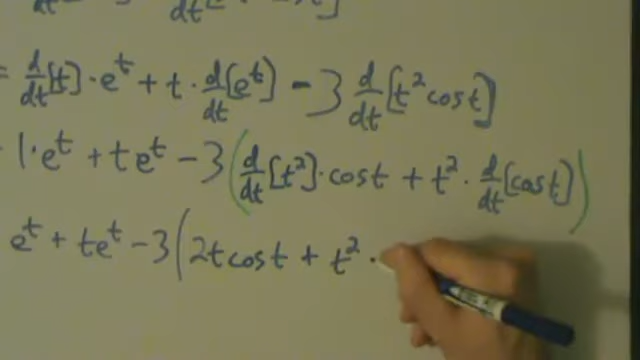 = d/dt[t] · e^t + t · d/dt[e^t] - 3 d/dt[t² cos t]
1 · e^t + te^t - 3(d/dt[t²] · cos t + t² · d/dt[cos t])
e^t + te^t - 3(2t cos t + t² ·